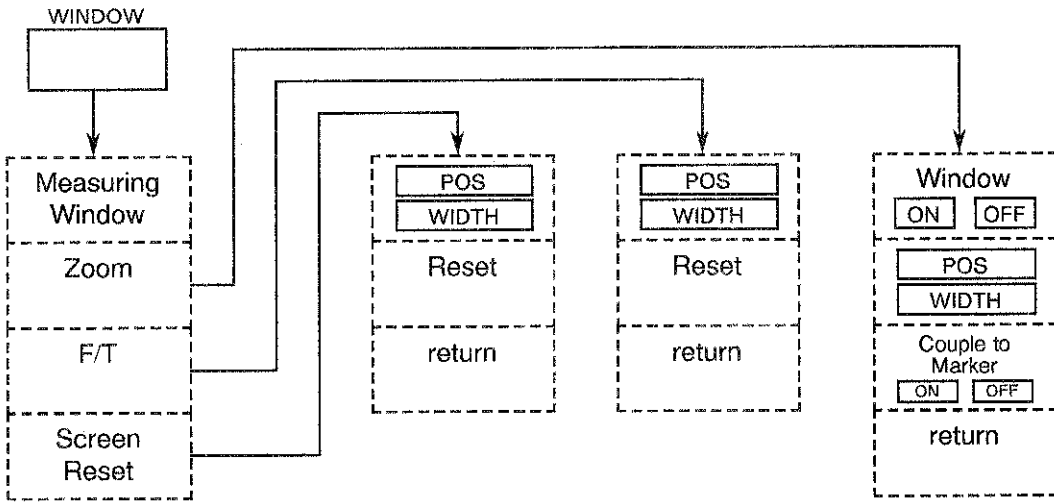 WINDOW
Measuring
Window
Zoom
F/T
Screen
Reset
POS
WIDTH
Reset
return
POS
WIDTH
Reset
return
Window
ON OFF
POS
WIDTH
Couple to
Marker
ON OFF
return